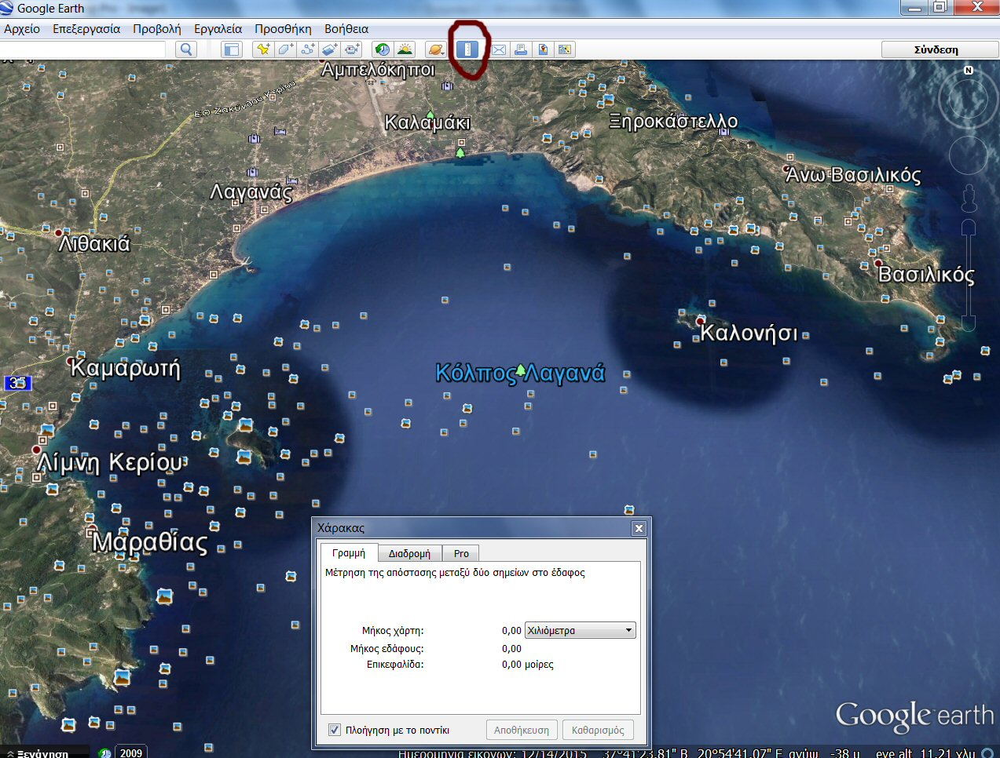 Google Earth
Αρχείο Επεξεργασία Προβολή Εργαλεία Προσθήκη Βοήθεια
Σύνδεση
Αμπελόκηποι
N
ΕΟ Ζακύνθου Κερίου
Καλαμάκι
Ξηροκάστελλο
Άνω Βασιλικός
Λαγανάς
Λιθακιά
Βασιλικός
Καλονήσι
Καμαρωτή
Κόλπος Λαγανά
35
Λίμνη Κερίου
Μαραθίας
Χάρακας
Γραμμή Διαδρομή Pro
Μέτρηση της απόστασης μεταξύ δύο σημείων στο έδαφος
Μήκος χάρτη: 0,00 Χιλιόμετρα
Μήκος εδάφους: 0,00
Επικεφαλίδα: 0,00 μοίρες
Πλοήγηση με το ποντίκι Αποθήκευση Καθαρισμός
Google earth
Ξενάγηση 2009 Ημερομηνία εικόνων: 12/14/2015 37°41'23.81" Β 20°54'41.07" Ε ανύψ -38 μ eye alt 11.21 χλμ